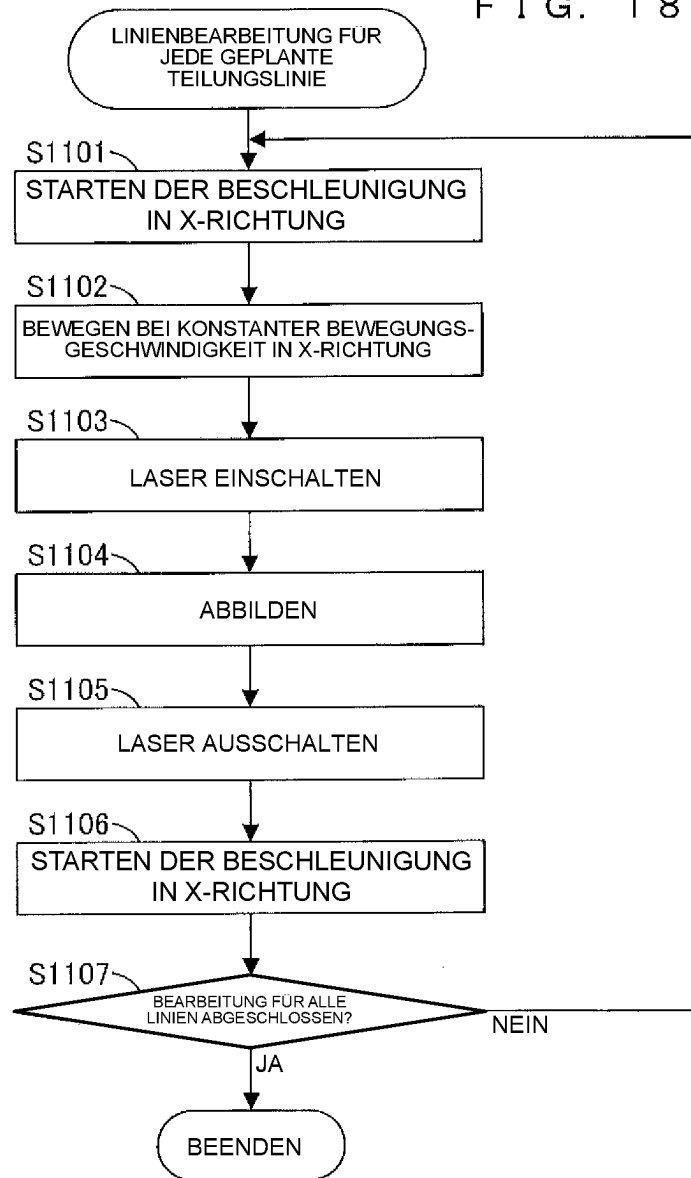 FIG. 18
LINIENBEARBEITUNG FÜR
JEDE GEPLANTE
TEILUNGSLINIE
S1101
STARTEN DER BESCHLEUNIGUNG
IN X-RICHTUNG
S1102
BEWEGEN BEI KONSTANTER BEWEGUNGS-
GESCHWINDIGKEIT IN X-RICHTUNG
S1103
LASER EINSCHALTEN
S1104
ABBILDEN
S1105
LASER AUSSCHALTEN
S1106
STARTEN DER BESCHLEUNIGUNG
IN X-RICHTUNG
S1107
BEARBEITUNG FÜR ALLE
LINIEN ABGESCHLOSSEN?
NEIN
JA
BEENDEN